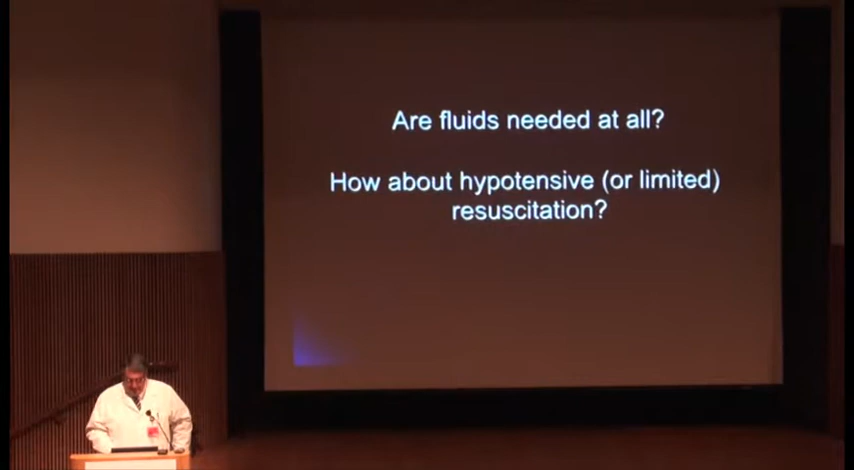 Are fluids needed at all?
How about hypotensive (or limited)
resuscitation?